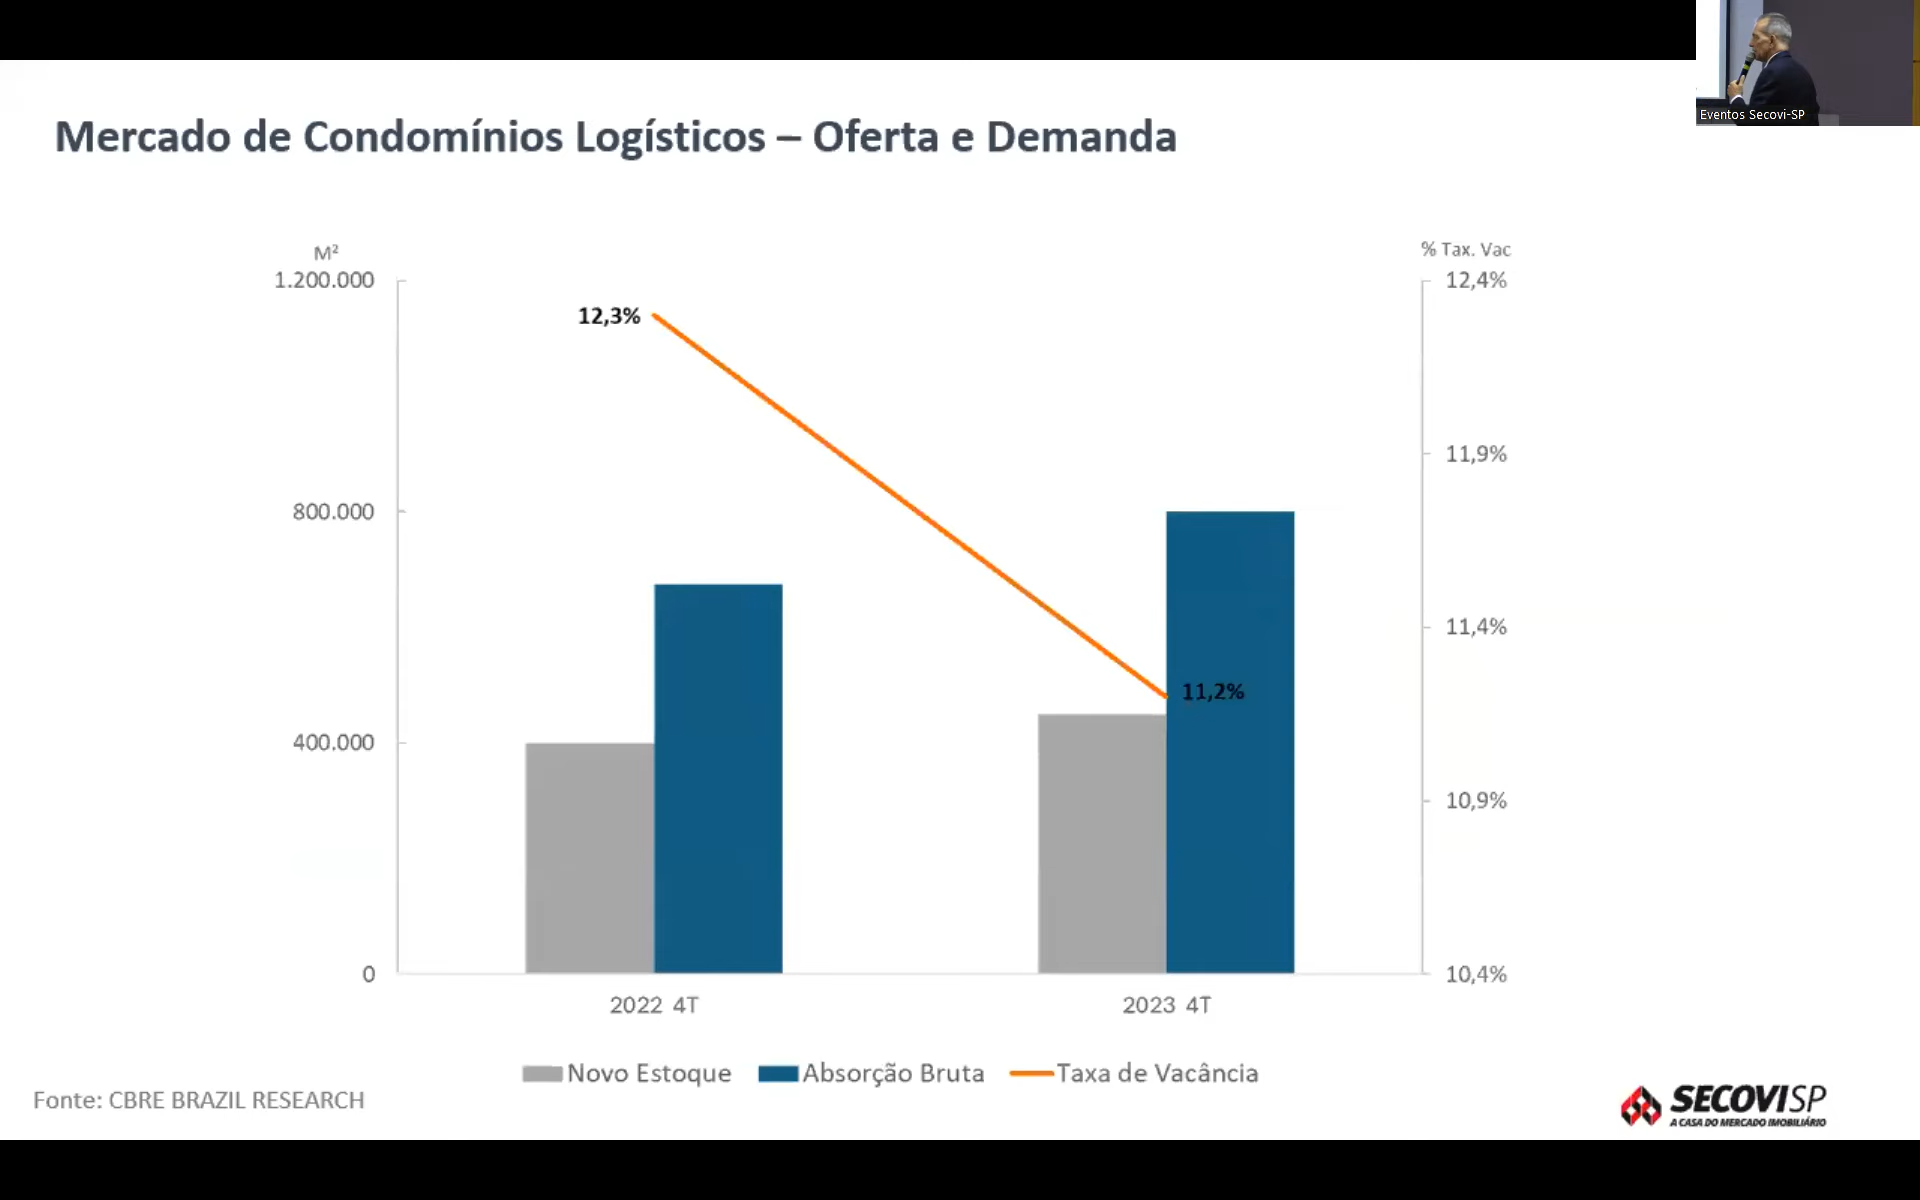 Eventos Secovi-SP
Mercado de Condomínios Logísticos – Oferta e Demanda
M²
% Tax. Vac
1.200.000
800.000
400.000
0
12,4%
11,9%
11,4%
10,9%
10,4%
12,3%
11,2%
2022 4T
2023 4T
Novo Estoque
Absorção Bruta
Taxa de Vacância
Fonte: CBRE BRAZIL RESEARCH
SECOVISP
A CASA DO MERCADO IMOBILIÁRIO